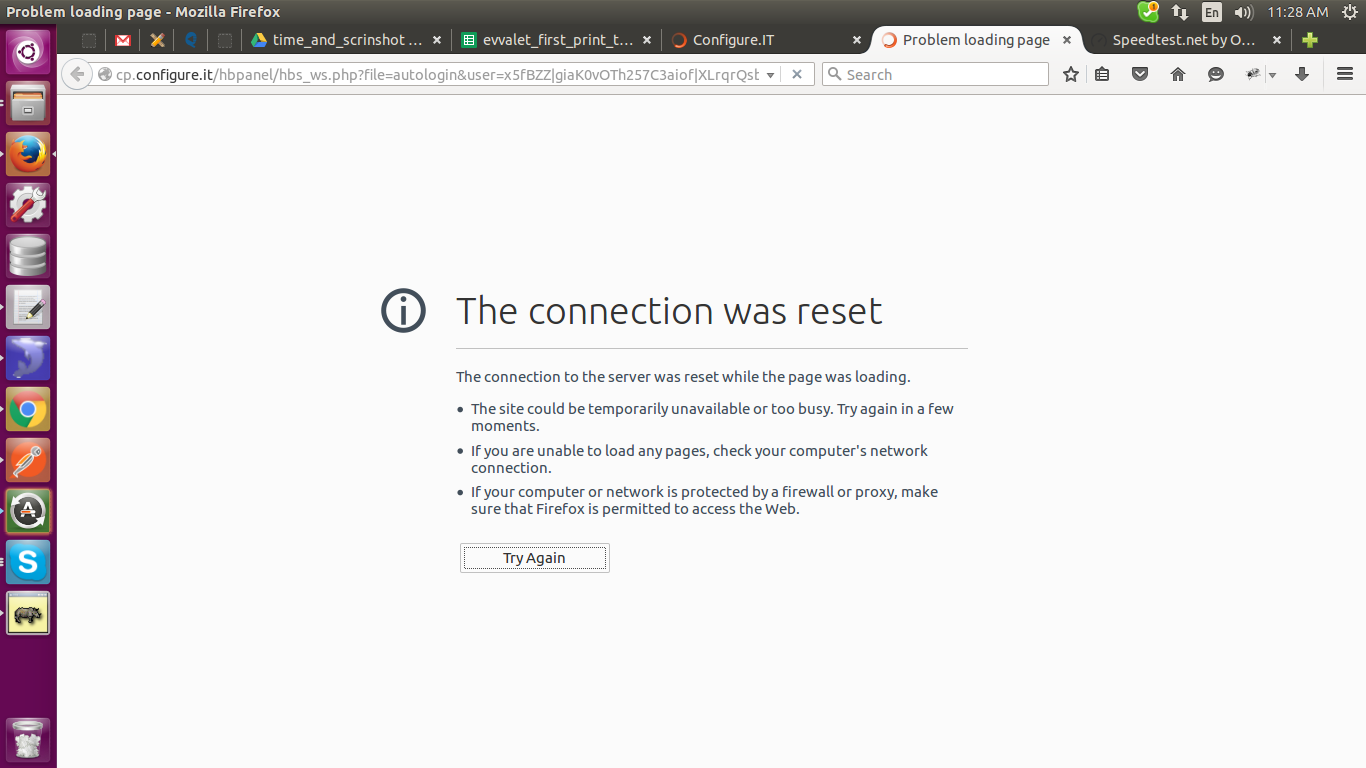 Problem loading page - Mozilla Firefox
1
En
11:28 AM
time_and_scrinshot ...
evvalet_first_print_t...
Configure.IT
Problem loading page
Speedtest.net by O...
cp.configure.it/hbpanel/hbs_ws.php?file=autologin&user=x5fBZZ|giaK0vOTh257C3aiof|XLrqrQst
Search
The connection was reset
The connection to the server was reset while the page was loading.
• The site could be temporarily unavailable or too busy. Try again in a few
moments.
• If you are unable to load any pages, check your computer's network
connection.
• If your computer or network is protected by a firewall or proxy, make
sure that Firefox is permitted to access the Web.
Try Again